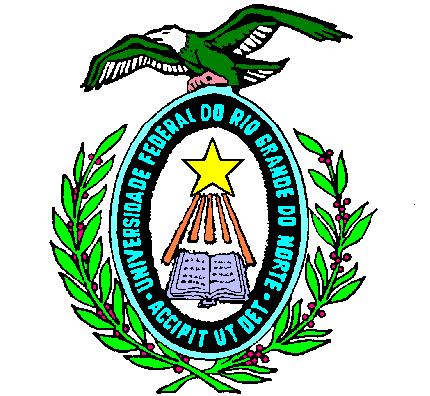 UNIVERSIDADE FEDERAL DO RIO GRANDE DO NORTE
· ACCIPIT UT DET ·